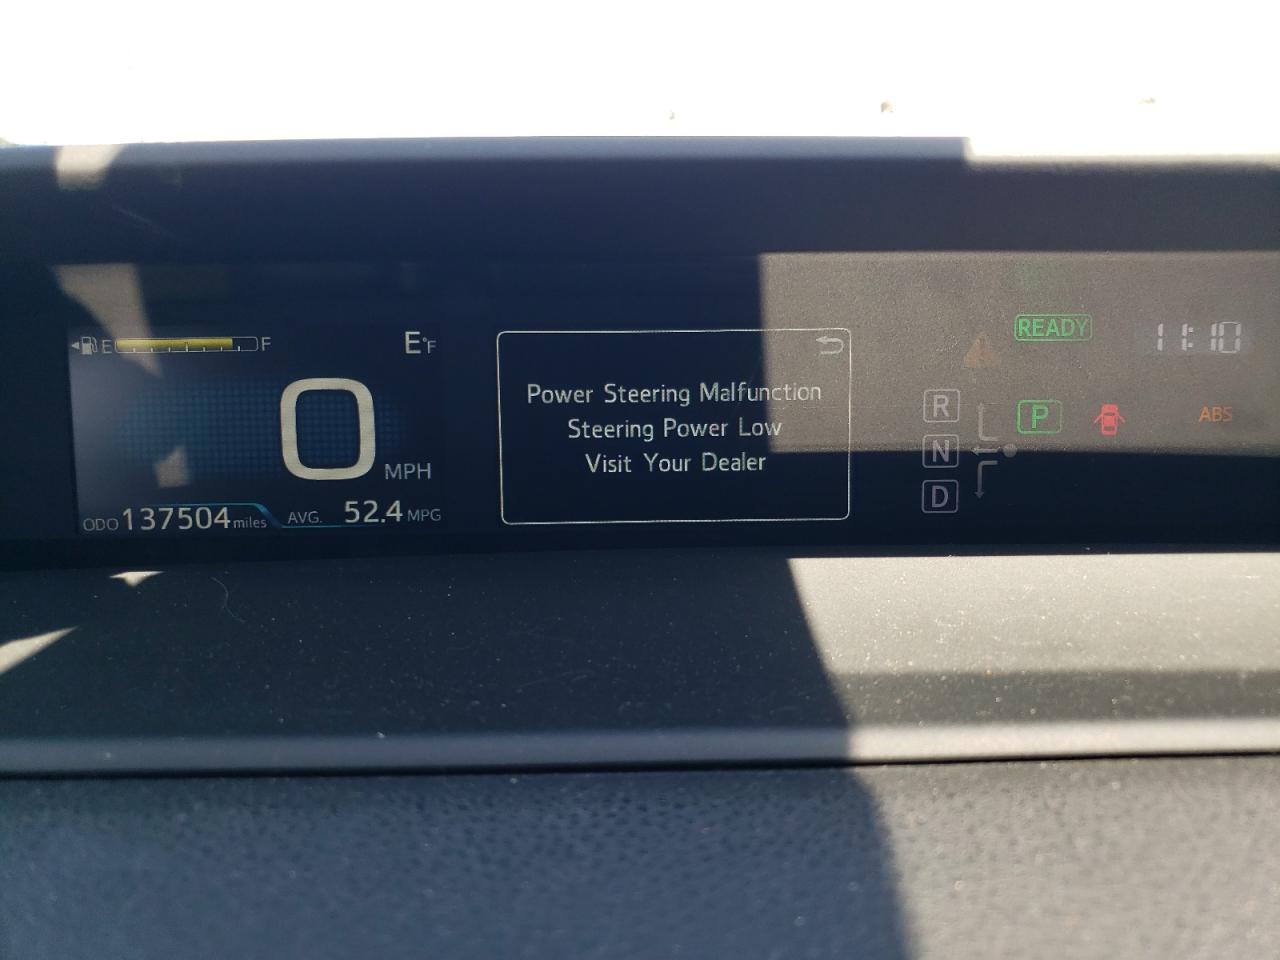 E F
E°F
0 MPH
ODO 137504 miles
AVG. 52.4 MPG
Power Steering Malfunction
Steering Power Low
Visit Your Dealer
READY
11:10
R
N
D
P
ABS